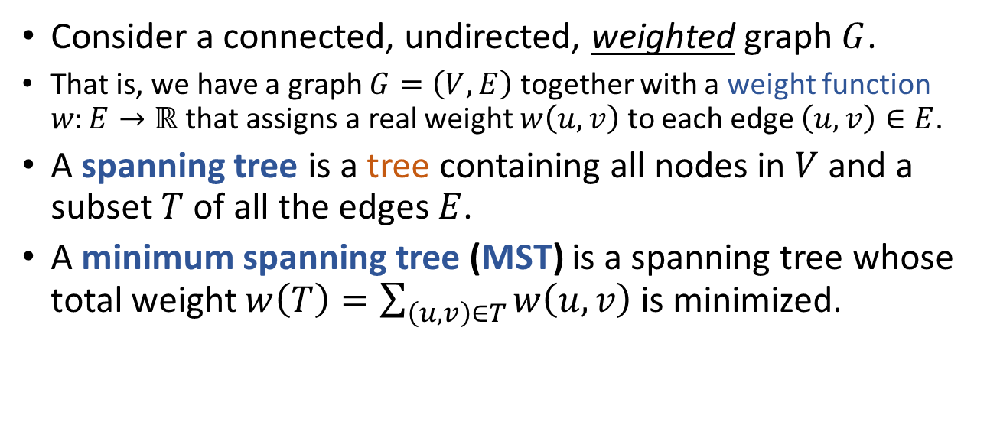 • Consider a connected, undirected, weighted graph G.
• That is, we have a graph G = (V, E) together with a weight function
w: E → ℝ that assigns a real weight w(u, v) to each edge (u, v) ∈ E.
• A spanning tree is a tree containing all nodes in V and a
subset T of all the edges E.
• A minimum spanning tree (MST) is a spanning tree whose
total weight w(T) = ∑_(u,v)∈T w(u, v) is minimized.